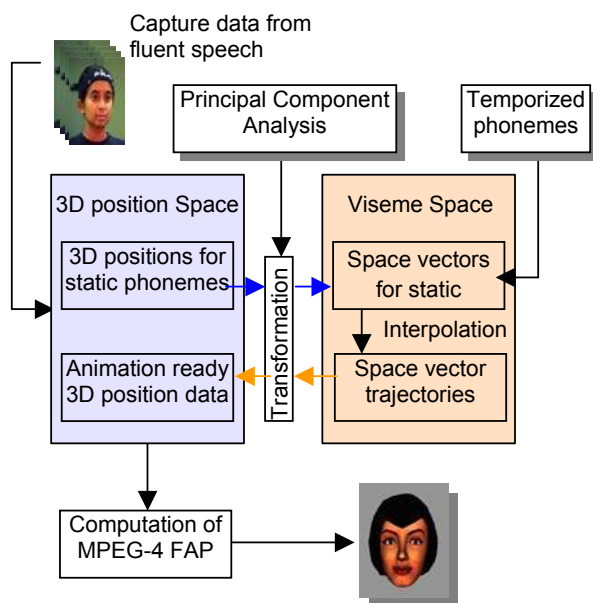 Capture data from
fluent speech
Principal Component
Analysis
Temporized
phonemes
3D position Space
Viseme Space
3D positions for
static phonemes
Transformation
Space vectors
for static
Interpolation
Animation ready
3D position data
Space vector
trajectories
Computation of
MPEG-4 FAP